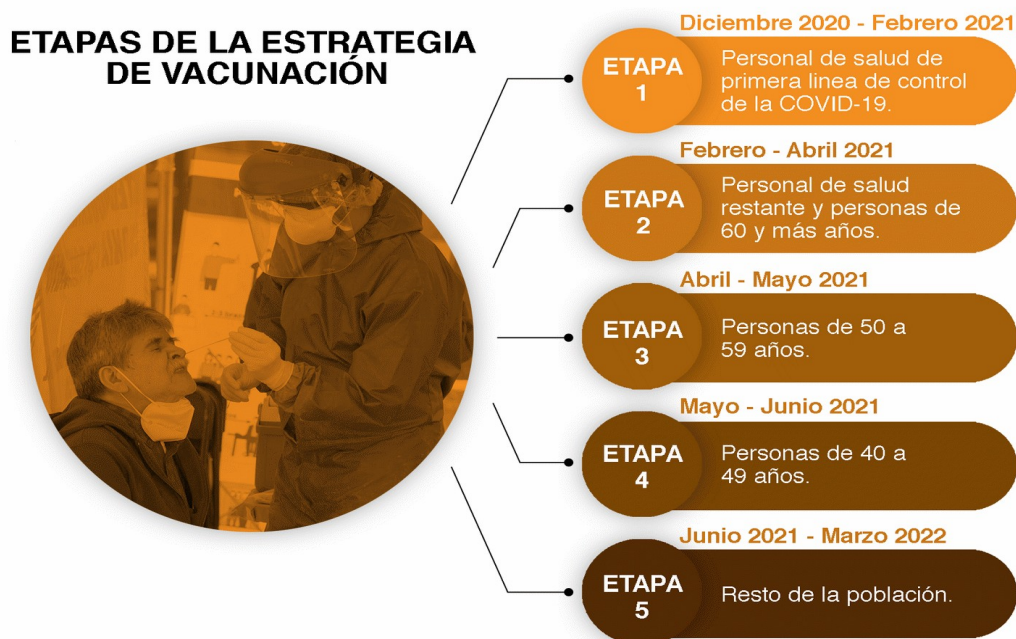 ETAPAS DE LA ESTRATEGIA
DE VACUNACIÓN
Diciembre 2020 - Febrero 2021
ETAPA
1
Personal de salud de
primera linea de control
de la COVID-19.
Febrero - Abril 2021
ETAPA
2
Personal de salud
restante y personas de
60 y más años.
Abril - Mayo 2021
ETAPA
3
Personas de 50 a
59 años.
Mayo - Junio 2021
ETAPA
4
Personas de 40 a
49 años.
Junio 2021 - Marzo 2022
ETAPA
5
Resto de la población.